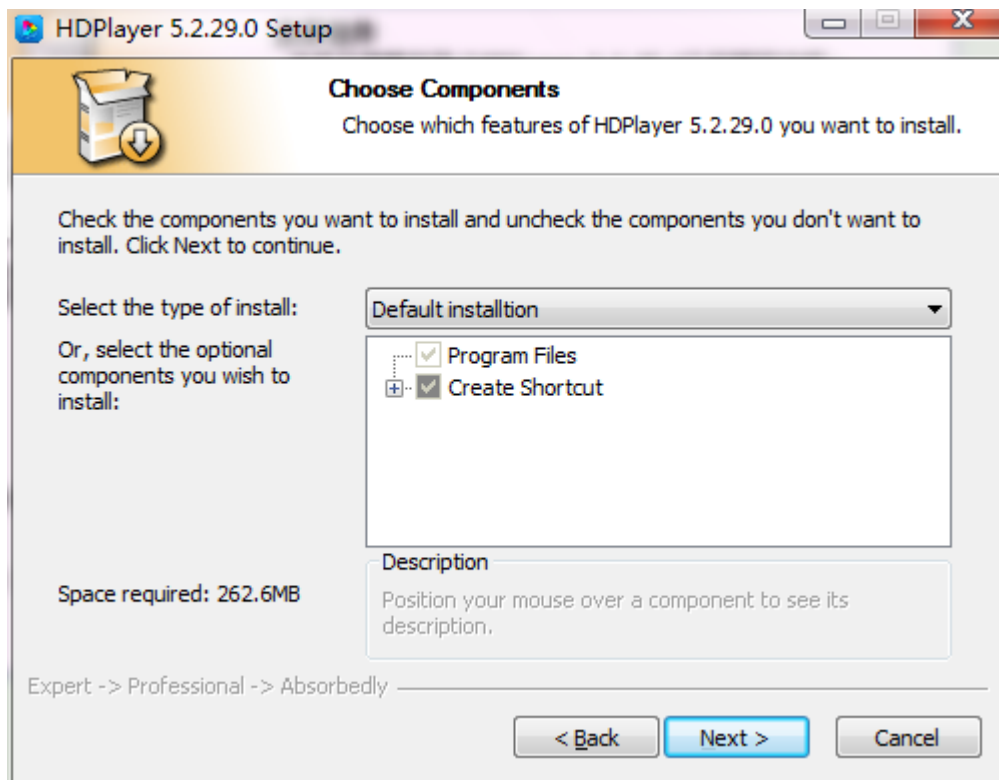 HDPlayer 5.2.29.0 Setup
Choose Components
Choose which features of HDPlayer 5.2.29.0 you want to install.
Check the components you want to install and uncheck the components you don't want to
install. Click Next to continue.
Select the type of install:
Default installtion
Or, select the optional
components you wish to
install:
Program Files
Create Shortcut
Space required: 262.6MB
Description
Position your mouse over a component to see its
description.
Expert -> Professional -> Absorbedly
< Back
Next >
Cancel